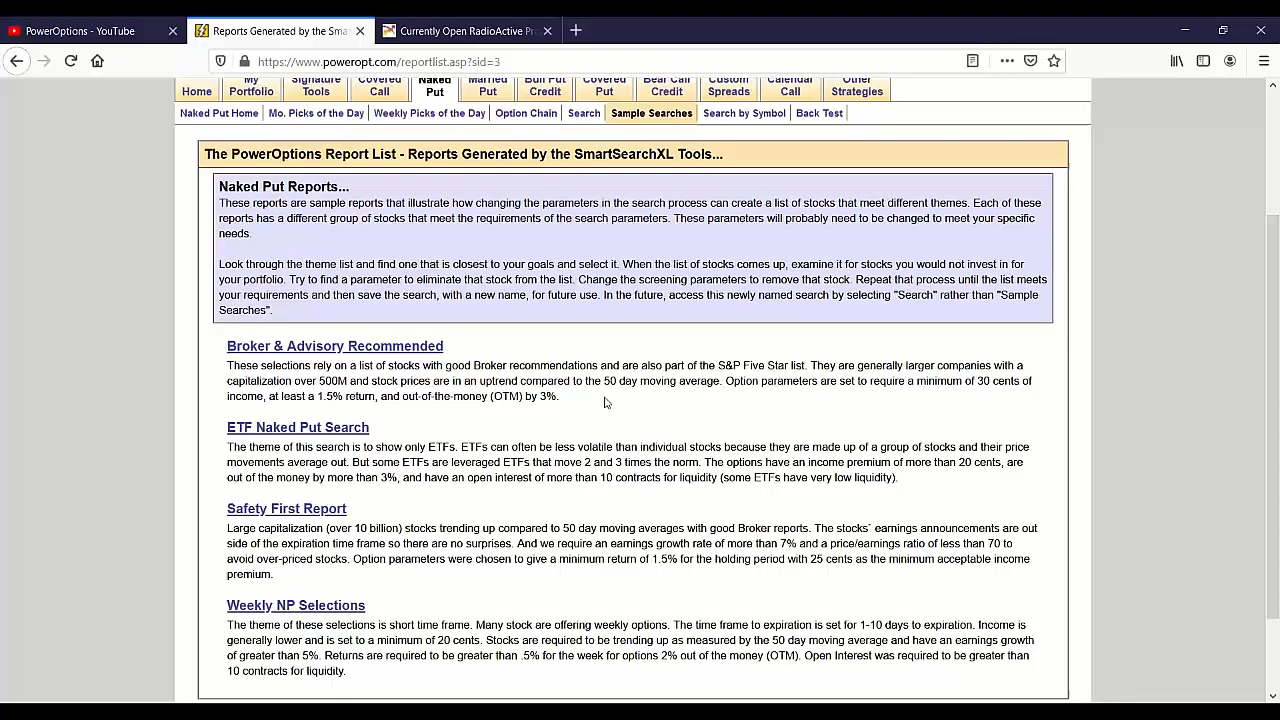 PowerOptions - YouTube
Reports Generated by the SmartSe
Currently Open RadioActive Pr
https://www.poweropt.com/reportlist.asp?sid=3
Home
My Portfolio
Signature Tools
Covered Call
Naked Put
Married Put
Bull Put Credit
Covered Put
Bear Call Credit
Custom Spreads
Calendar Call
Other Strategies
Naked Put Home
Mo. Picks of the Day
Weekly Picks of the Day
Option Chain
Search
Sample Searches
Search by Symbol
Back Test
The PowerOptions Report List - Reports Generated by the SmartSearchXL Tools...
Naked Put Reports...
These reports are sample reports that illustrate how changing the parameters in the search process can create a list of stocks that meet different themes. Each of these
reports has a different group of stocks that meet the requirements of the search parameters. These parameters will probably need to be changed to meet your specific
needs.
Look through the theme list and find one that is closest to your goals and select it. When the list of stocks comes up, examine it for stocks you would not invest in for
your portfolio. Try to find a parameter to eliminate that stock from the list. Change the screening parameters to remove that stock. Repeat that process until the list meets
your requirements and then save the search, with a new name, for future use. In the future, access this newly named search by selecting "Search" rather than "Sample
Searches".
Broker & Advisory Recommended
These selections rely on a list of stocks with good Broker recommendations and are also part of the S&P Five Star list. They are generally larger companies with a
capitalization over 500M and stock prices are in an uptrend compared to the 50 day moving average. Option parameters are set to require a minimum of 30 cents of
income, at least a 1.5% return, and out-of-the-money (OTM) by 3%.
ETF Naked Put Search
The theme of this search is to show only ETFs. ETFs can often be less volatile than individual stocks because they are made up of a group of stocks and their price
movements average out. But some ETFs are leveraged ETFs that move 2 and 3 times the norm. The options have an income premium of more than 20 cents, are
out of the money by more than 3%, and have an open interest of more than 10 contracts for liquidity (some ETFs have very low liquidity).
Safety First Report
Large capitalization (over 10 billion) stocks trending up compared to 50 day moving averages with good Broker reports. The stocks` earnings announcements are out
side of the expiration time frame so there are no surprises. And we require an earnings growth rate of more than 7% and a price/earnings ratio of less than 70 to
avoid over-priced stocks. Option parameters were chosen to give a minimum return of 1.5% for the holding period with 25 cents as the minimum acceptable income
premium.
Weekly NP Selections
The theme of these selections is short time frame. Many stock are offering weekly options. The time frame to expiration is set for 1-10 days to expiration. Income is
generally lower and is set to a minimum of 20 cents. Stocks are required to be trending up as measured by the 50 day moving average and have an earnings growth
of greater than 5%. Returns are required to be greater than .5% for the week for options 2% out of the money (OTM). Open Interest was required to be greater than
10 contracts for liquidity.